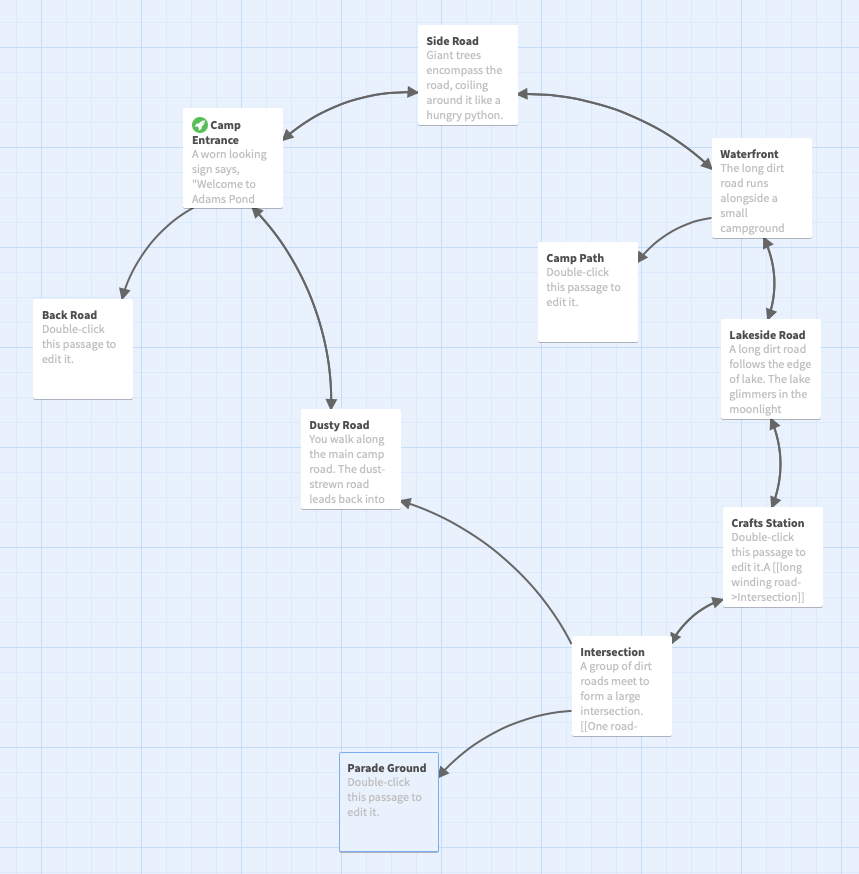 Side Road
Giant trees
encompass the
road, coiling
around it like a
hungry python.
Camp
Entrance
A worn looking
sign says,
"Welcome to
Adams Pond
Waterfront
The long dirt
road runs
alongside a
small
campground
Camp Path
Double-click
this passage to
edit it.
Back Road
Double-click
this passage to
edit it.
Lakeside Road
A long dirt road
follows the edge
of lake. The lake
glimmers in the
moonlight
Dusty Road
You walk along
the main camp
road. The dust-
strewn road
leads back into
Crafts Station
Double-click
this passage to
edit it.A [[long
winding road-
>Intersection]]
Intersection
A group of dirt
roads meet to
form a large
intersection.
[[One road-
Parade Ground
Double-click
this passage to
edit it.